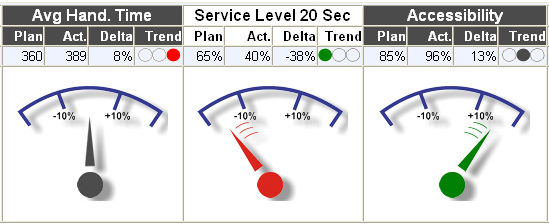 Avg Hand. Time Service Level 20 Sec Accessibility
Plan Act. Delta Trend Plan Act. Delta Trend Plan Act. Delta Trend
360 389 8% 65% 40% -38% 85% 96% 13%
-10% +10% -10% +10% -10% +10%